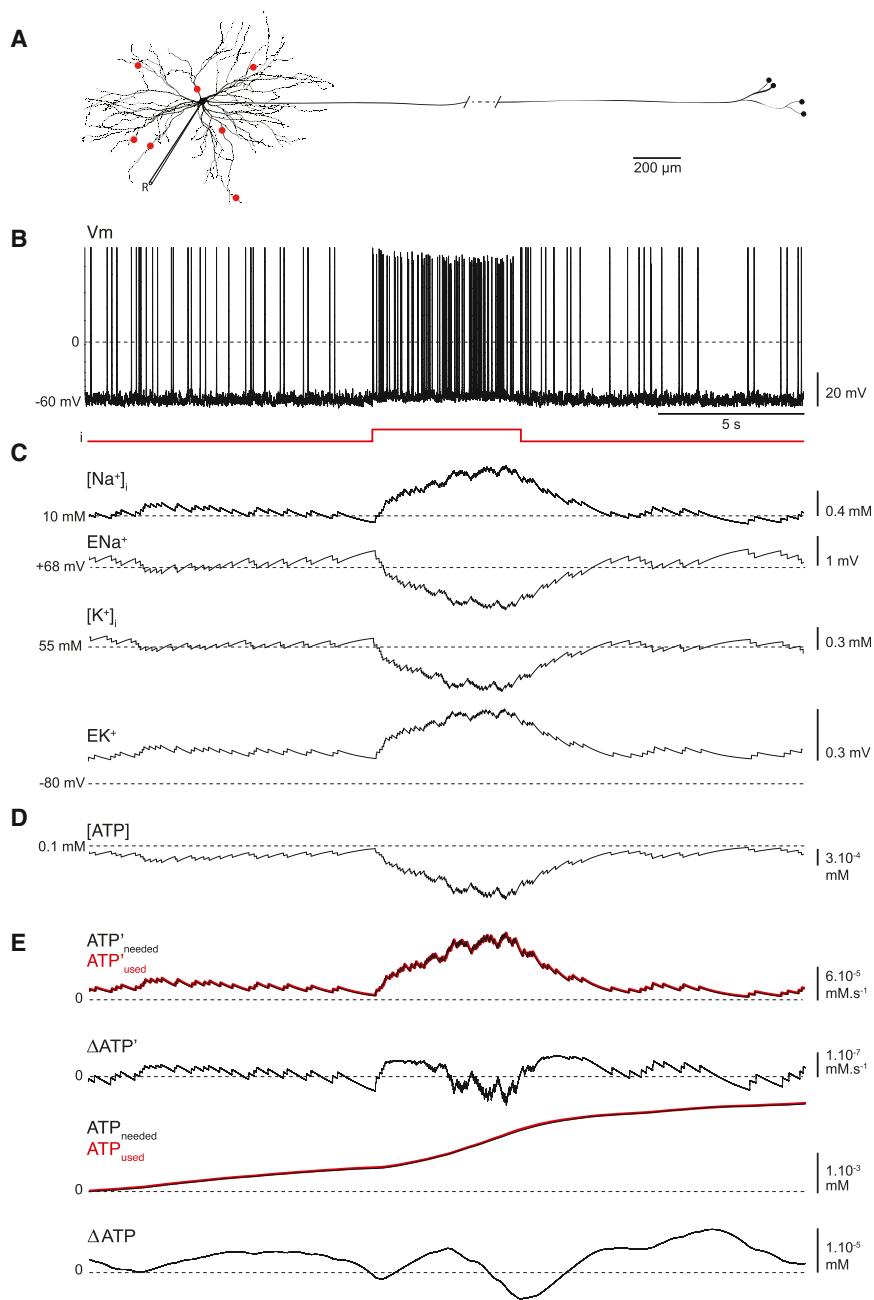 A
R
200 µm
B
Vm
0
-60 mV
20 mV
5 s
i
C
[Na⁺]ᵢ
10 mM
0.4 mM
ENa⁺
+68 mV
1 mV
[K⁺]ᵢ
55 mM
0.3 mM
EK⁺
0.3 mV
-80 mV
D
[ATP]
0.1 mM
3.10⁻⁴
mM
E
ATP'needed
ATP'used
0
6.10⁻⁵
mM.s⁻¹
ΔATP'
0
1.10⁻⁷
mM.s⁻¹
ATPneeded
ATPused
0
1.10⁻³
mM
ΔATP
0
1.10⁻⁵
mM